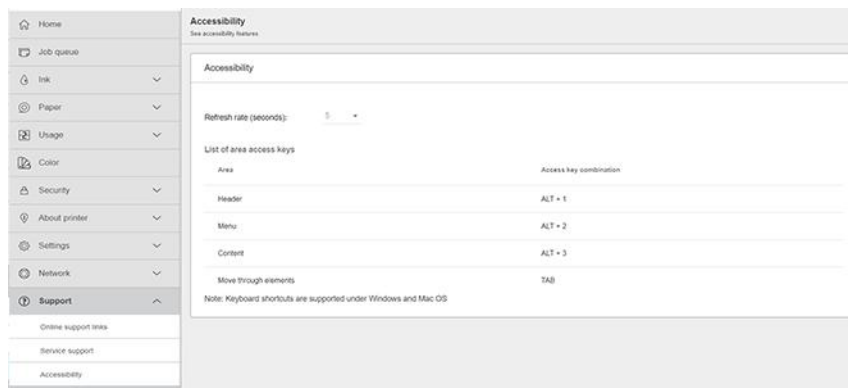 Home
Job queue
Ink
Paper
Usage
Color
Security
About printer
Settings
Network
Support
Online support links
Service support
Accessibility
Accessibility
See accessibility features
Accessibility
Refresh rate (seconds): 5
List of area access keys
Area Access key combination
Header ALT + 1
Menu ALT + 2
Content ALT + 3
Move through elements TAB
Note: Keyboard shortcuts are supported under Windows and Mac OS